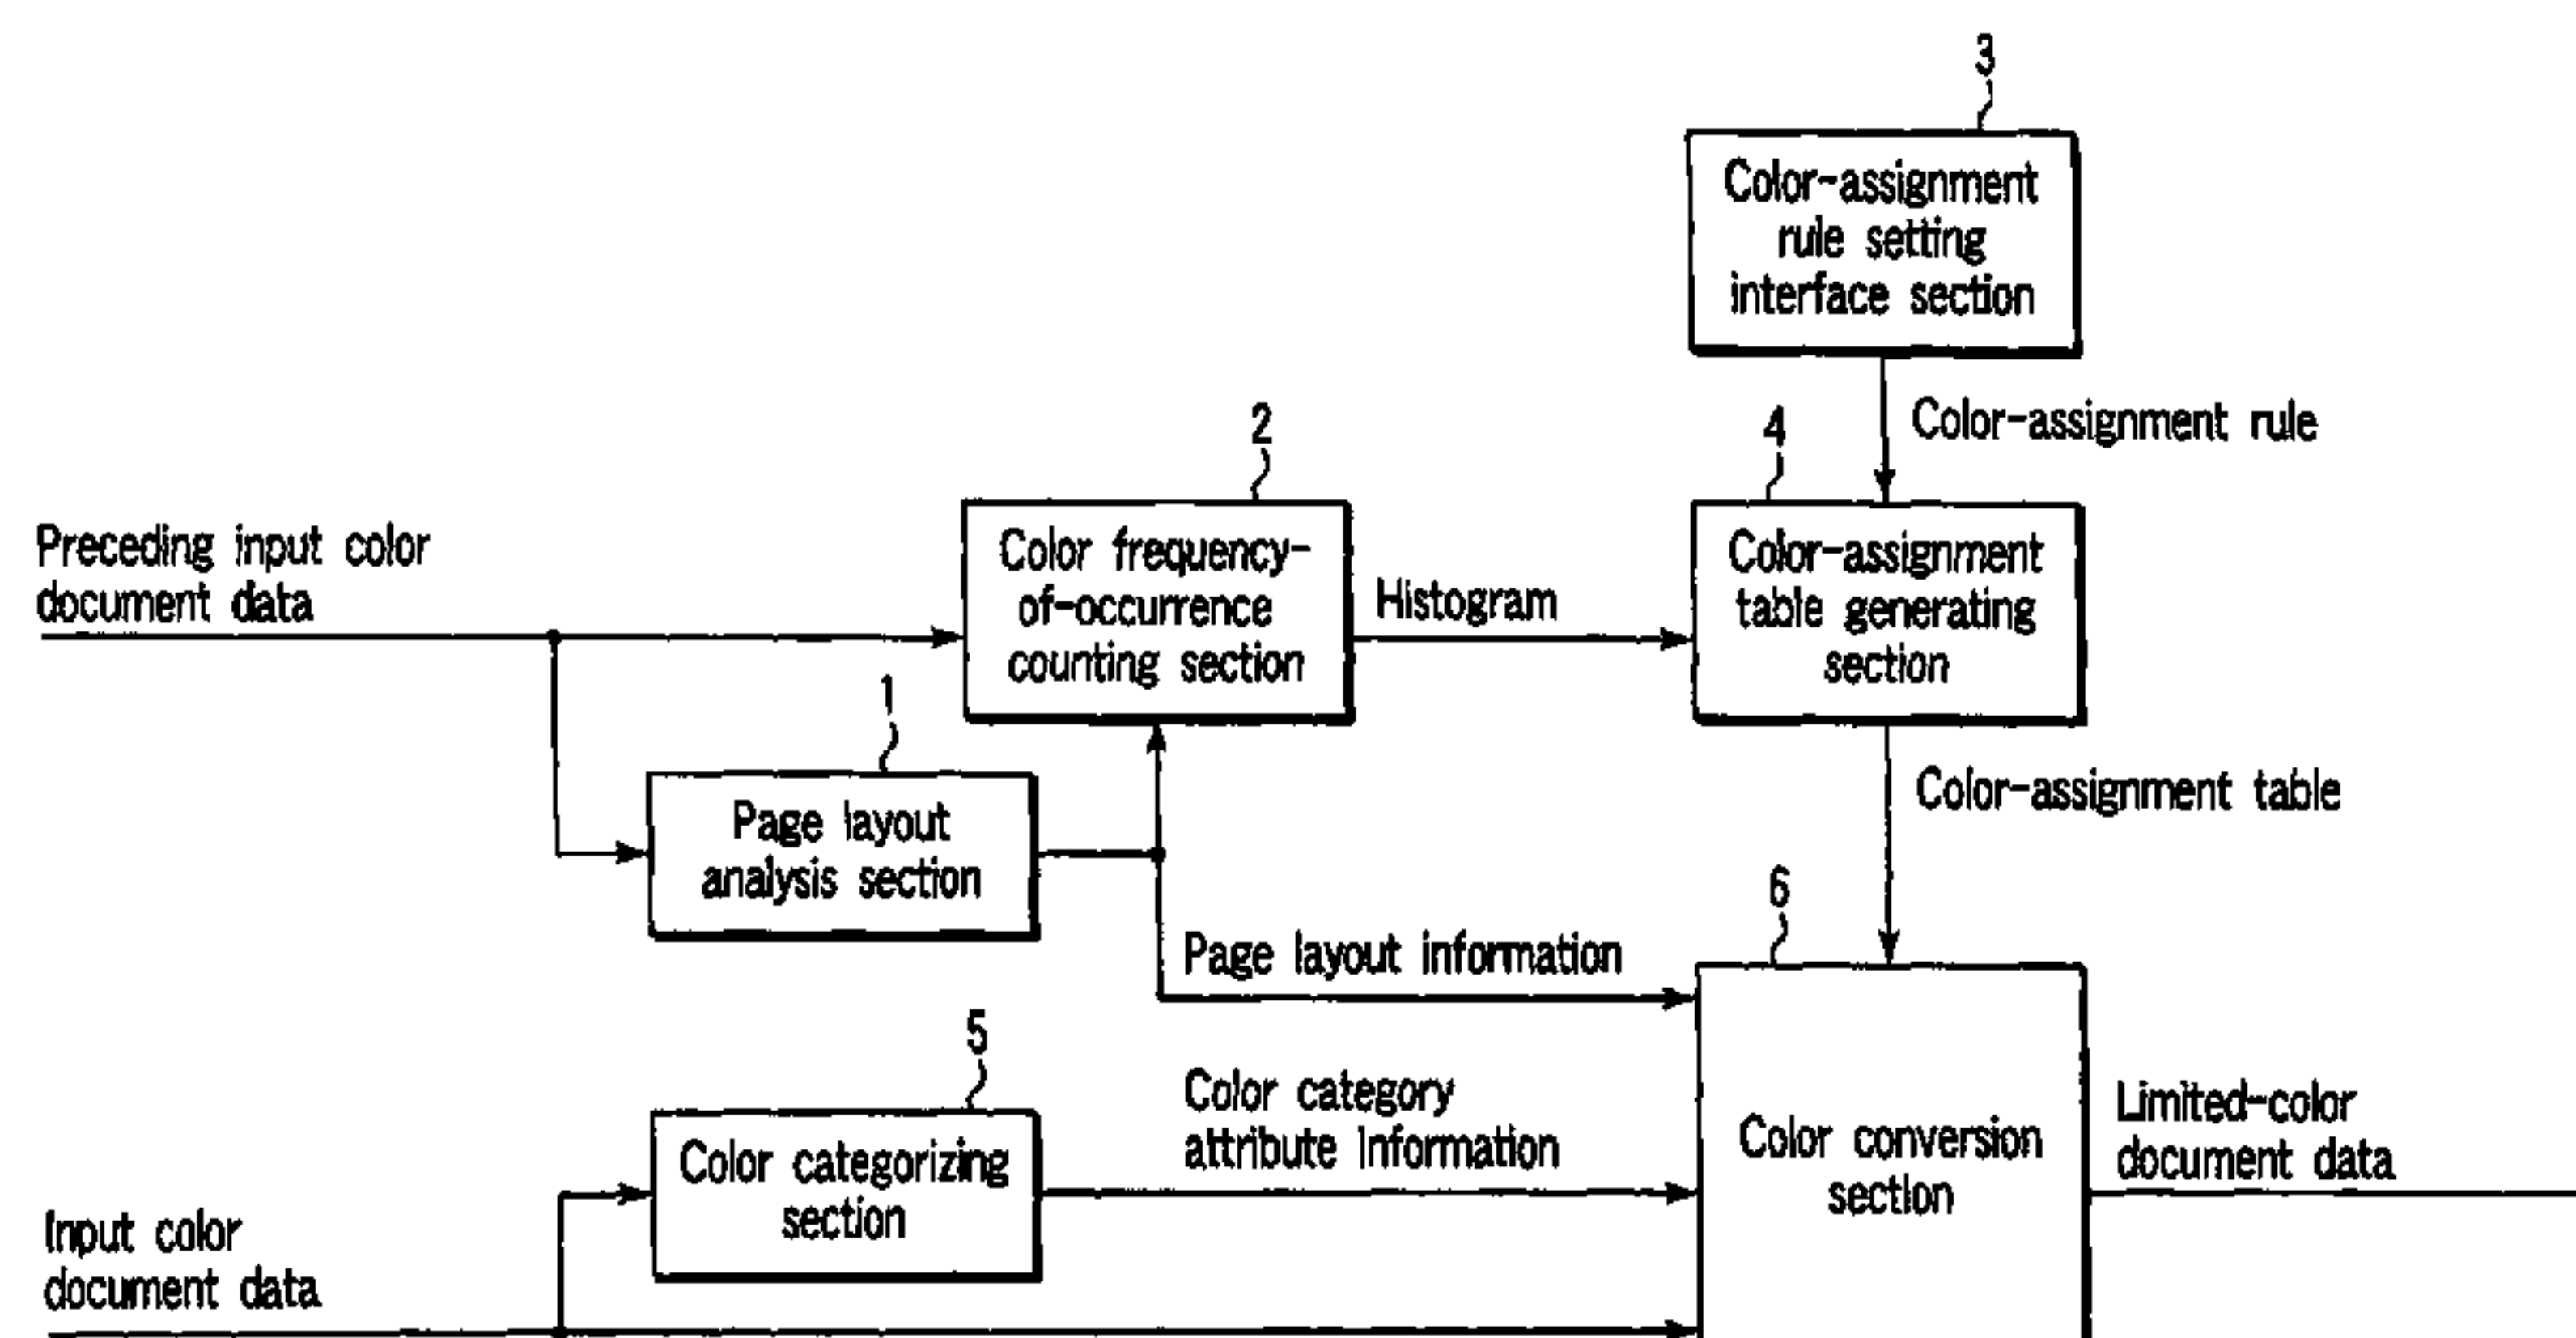 3
Color-assignment
rule setting
interface section
Color-assignment rule
2
4
Preceding input color
document data
Color frequency-
of-occurrence
counting section
Histogram
Color-assignment
table generating
section
1
Page layout
analysis section
Color-assignment table
6
Page layout information
5
Color categorizing
section
Color category
attribute Information
Color conversion
section
Limited-color
document data
Input color
document data